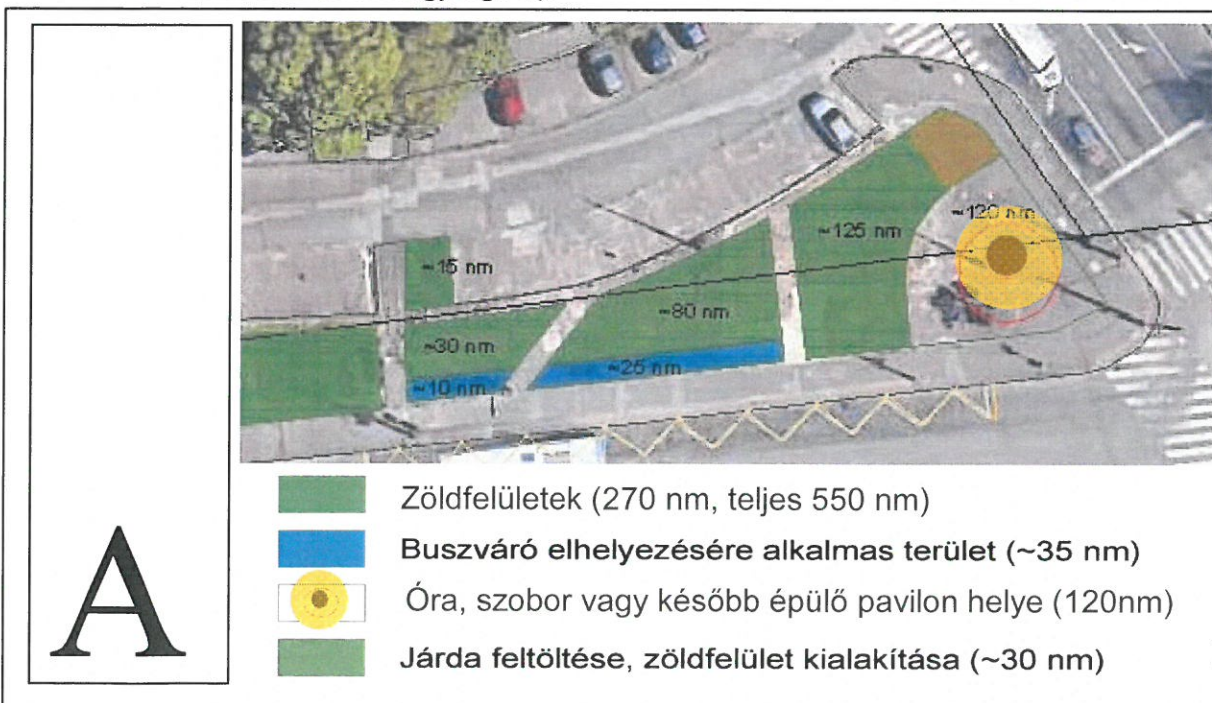 ~15 nm
~30 nm
~10 nm
~25 nm
~80 nm
~125 nm
~120 nm
A
Zöldfelületek (270 nm, teljes 550 nm)
Buszváró elhelyezésére alkalmas terület (~35 nm)
Óra, szobor vagy később épülő pavilon helye (120nm)
Járda feltöltése, zöldfelület kialakítása (~30 nm)